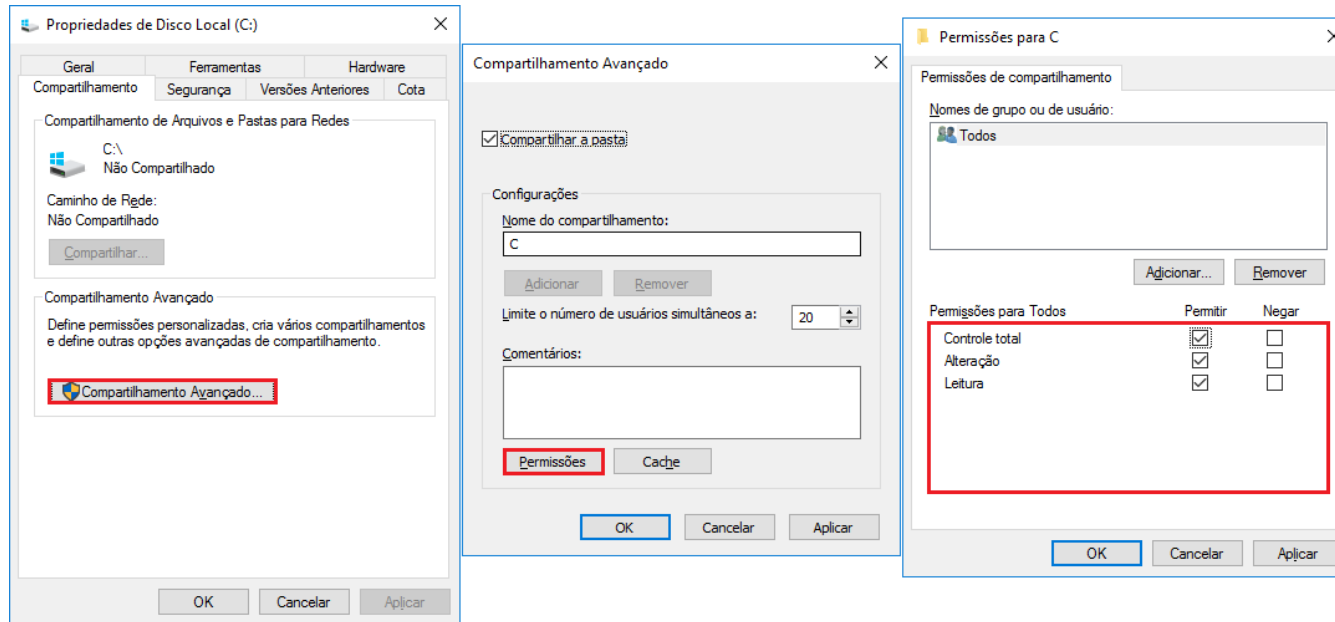 Propriedades de Disco Local (C:)
Geral
Ferramentas
Hardware
Compartilhamento
Segurança
Versões Anteriores
Cota
Compartilhamento de Arquivos e Pastas para Redes
C:\
Não Compartilhado
Caminho de Rede:
Não Compartilhado
Compartilhar...
Compartilhamento Avançado
Define permissões personalizadas, cria vários compartilhamentos
e define outras opções avançadas de compartilhamento.
Compartilhamento Avançado...
OK
Cancelar
Aplicar
Compartilhamento Avançado
Compartilhar a pasta
Configurações
Nome do compartilhamento:
C
Adicionar
Remover
Limite o número de usuários simultâneos a:
20
Comentários:
Permissões
Cache
OK
Cancelar
Aplicar
Permissões para C
Permissões de compartilhamento
Nomes de grupo ou de usuário:
Todos
Adicionar...
Remover
Permissões para Todos
Permitir
Negar
Controle total
Alteração
Leitura
OK
Cancelar
Aplicar